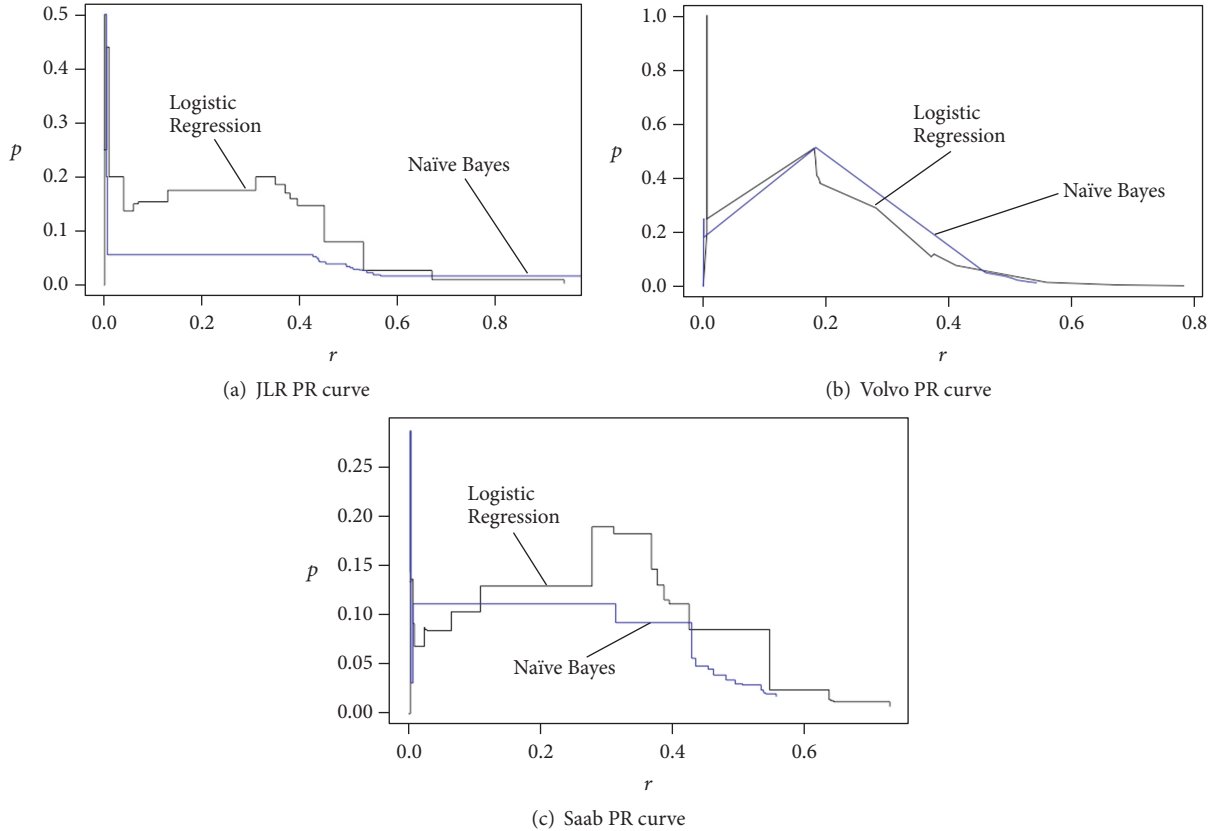 0.5
0.4
0.3
0.2
0.1
0.0
p
Logistic
Regression
Naïve Bayes
0.0 0.2 0.4 0.6 0.8
r
(a) JLR PR curve
1.0
0.8
0.6
0.4
0.2
0.0
p
Logistic
Regression
Naïve Bayes
0.0 0.2 0.4 0.6 0.8
r
(b) Volvo PR curve
0.25
0.20
0.15
0.10
0.05
0.00
p
Logistic
Regression
Naïve Bayes
0.0 0.2 0.4 0.6
r
(c) Saab PR curve